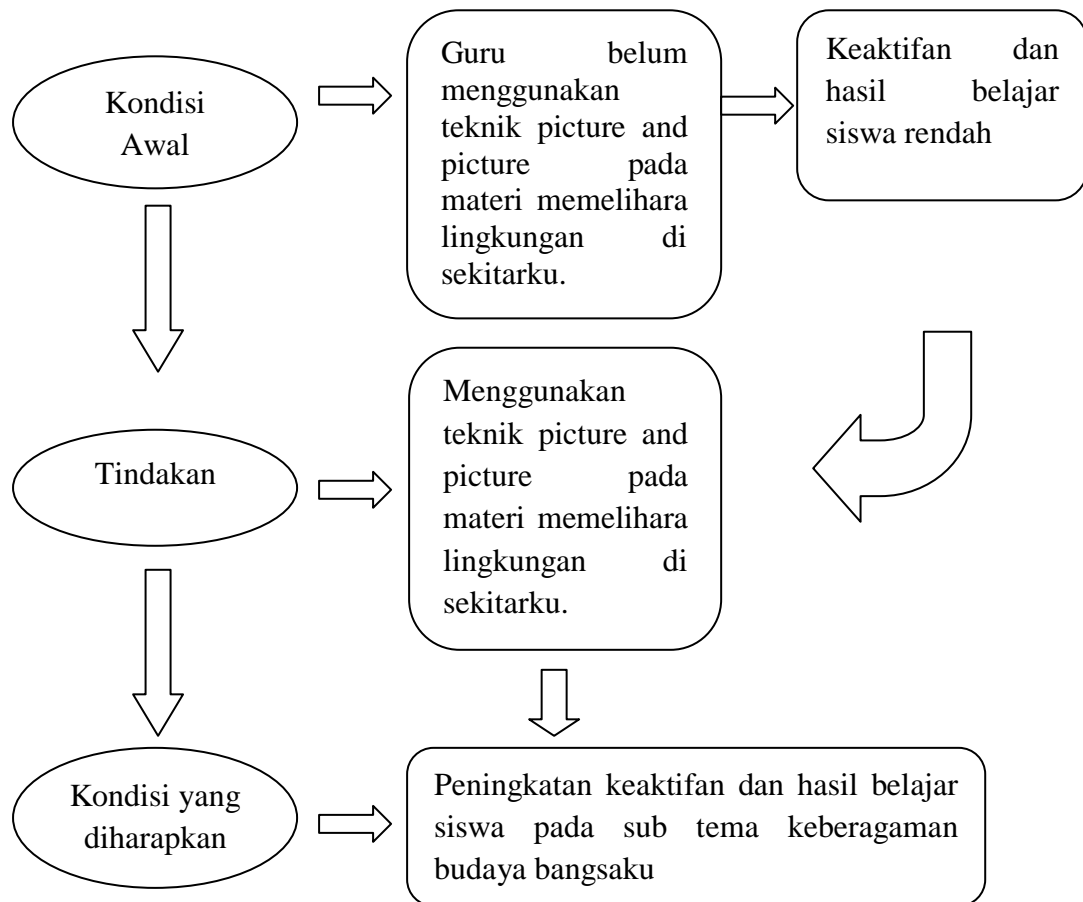 Kondisi
Awal
Guru belum
menggunakan
teknik picture and
picture pada
materi memelihara
lingkungan di
sekitarku.
Keaktifan dan
hasil belajar
siswa rendah
Tindakan
Menggunakan
teknik picture and
picture pada
materi memelihara
lingkungan di
sekitarku.
Kondisi yang
diharapkan
Peningkatan keaktifan dan hasil belajar
siswa pada sub tema keberagaman
budaya bangsaku